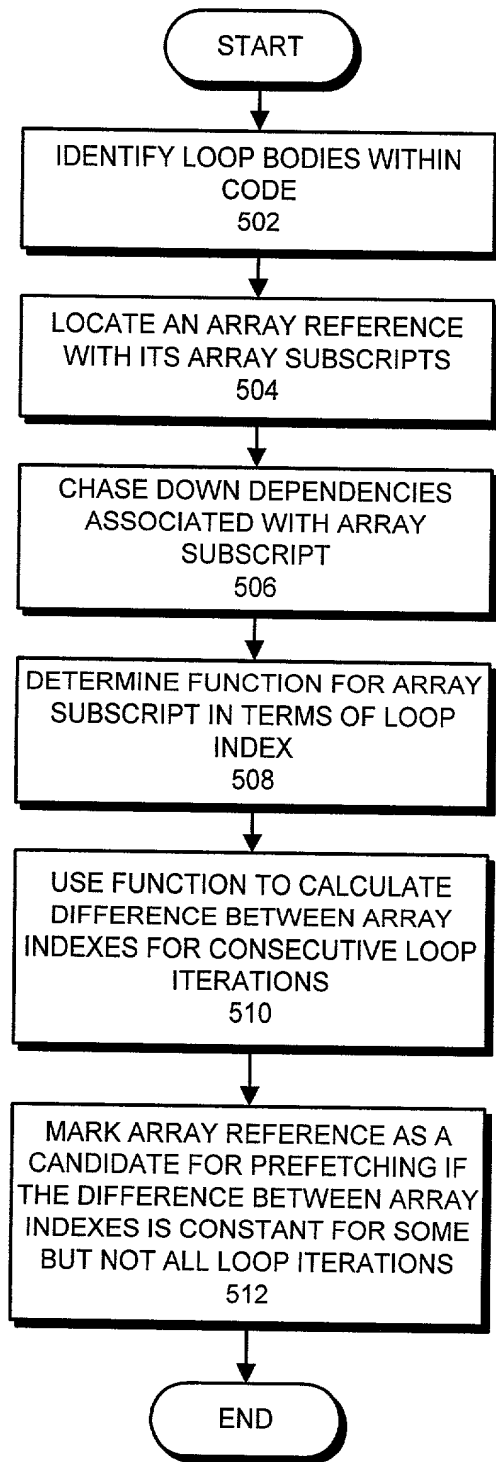 START
IDENTIFY LOOP BODIES WITHIN
CODE
502
LOCATE AN ARRAY REFERENCE
WITH ITS ARRAY SUBSCRIPTS
504
CHASE DOWN DEPENDENCIES
ASSOCIATED WITH ARRAY
SUBSCRIPT
506
DETERMINE FUNCTION FOR ARRAY
SUBSCRIPT IN TERMS OF LOOP
INDEX
508
USE FUNCTION TO CALCULATE
DIFFERENCE BETWEEN ARRAY
INDEXES FOR CONSECUTIVE LOOP
ITERATIONS
510
MARK ARRAY REFERENCE AS A
CANDIDATE FOR PREFETCHING IF
THE DIFFERENCE BETWEEN ARRAY
INDEXES IS CONSTANT FOR SOME
BUT NOT ALL LOOP ITERATIONS
512
END